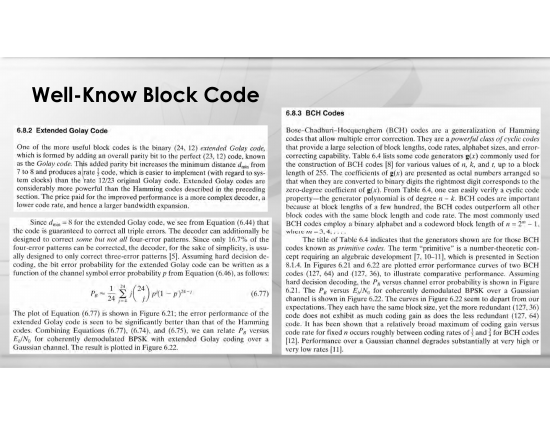 Well-Know Block Code
6.8.2 Extended Golay Code
One of the more useful block codes is the binary (24, 12) extended Golay code,
which is formed by adding an overall parity bit to the perfect (23, 12) code, known
as the Golay code. This added parity bit increases the minimum distance dmin from
7 to 8 and produces a rate ½ code, which is easier to implement (with regard to sys-
tem clocks) than the rate 12/23 original Golay code. Extended Golay codes are
considerably more powerful than the Hamming codes described in the preceding
section. The price paid for the improved performance is a more complex decoder, a
lower code rate, and hence a larger bandwidth expansion.
Since dmin = 8 for the extended Golay code, we see from Equation (6.44) that
the code is guaranteed to correct all triple errors. The decoder can additionally be
designed to correct some but not all four-error patterns. Since only 16.7% of the
four-error patterns can be corrected, the decoder, for the sake of simplicity, is usu-
ally designed to only correct three-error patterns [5]. Assuming hard decision de-
coding, the bit error probability for the extended Golay code can be written as a
function of the channel symbol error probability p from Equation (6.46), as follows:
P_B ≈ 1/24 ∑_{j=4}^{24} j (24 j) p^j (1 − p)^{24−j} (6.77)
The plot of Equation (6.77) is shown in Figure 6.21; the error performance of the
extended Golay code is seen to be significantly better than that of the Hamming
codes. Combining Equations (6.77), (6.74), and (6.75), we can relate P_B versus
E_b/N_0 for coherently demodulated BPSK with extended Golay coding over a
Gaussian channel. The result is plotted in Figure 6.22.
6.8.3 BCH Codes
Bose–Chadhuri–Hocquenghem (BCH) codes are a generalization of Hamming
codes that allow multiple error correction. They are a powerful class of cyclic codes
that provide a large selection of block lengths, code rates, alphabet sizes, and error-
correcting capability. Table 6.4 lists some code generators g(x) commonly used for
the construction of BCH codes [8] for various values of n, k, and t, up to a block
length of 255. The coefficients of g(x) are presented as octal numbers arranged so
that when they are converted to binary digits the rightmost digit corresponds to the
zero-degree coefficient of g(x). From Table 6.4, one can easily verify a cyclic code
property—the generator polynomial is of degree n − k. BCH codes are important
because at block lengths of a few hundred, the BCH codes outperform all other
block codes with the same block length and code rate. The most commonly used
BCH codes employ a binary alphabet and a codeword block length of n = 2^m − 1,
where m = 3, 4, . . . .
The title of Table 6.4 indicates that the generators shown are for those BCH
codes known as primitive codes. The term “primitive” is a number-theoretic con-
cept requiring an algebraic development [7, 10–11], which is presented in Section
8.1.4. In Figures 6.21 and 6.22 are plotted error performance curves of two BCH
codes (127, 64) and (127, 36), to illustrate comparative performance. Assuming
hard decision decoding, the P_B versus channel error probability is shown in Figure
6.21. The P_B versus E_b/N_0 for coherently demodulated BPSK over a Gaussian
channel is shown in Figure 6.22. The curves in Figure 6.22 seem to depart from our
expectations. They each have the same block size, yet the more redundant (127, 36)
code does not exhibit as much coding gain as does the less redundant (127, 64)
code. It has been shown that a relatively broad maximum of coding gain versus
code rate for fixed n occurs roughly between coding rates of ⅓ and ¾ for BCH codes
[12]. Performance over a Gaussian channel degrades substantially at very high or
very low rates [11].